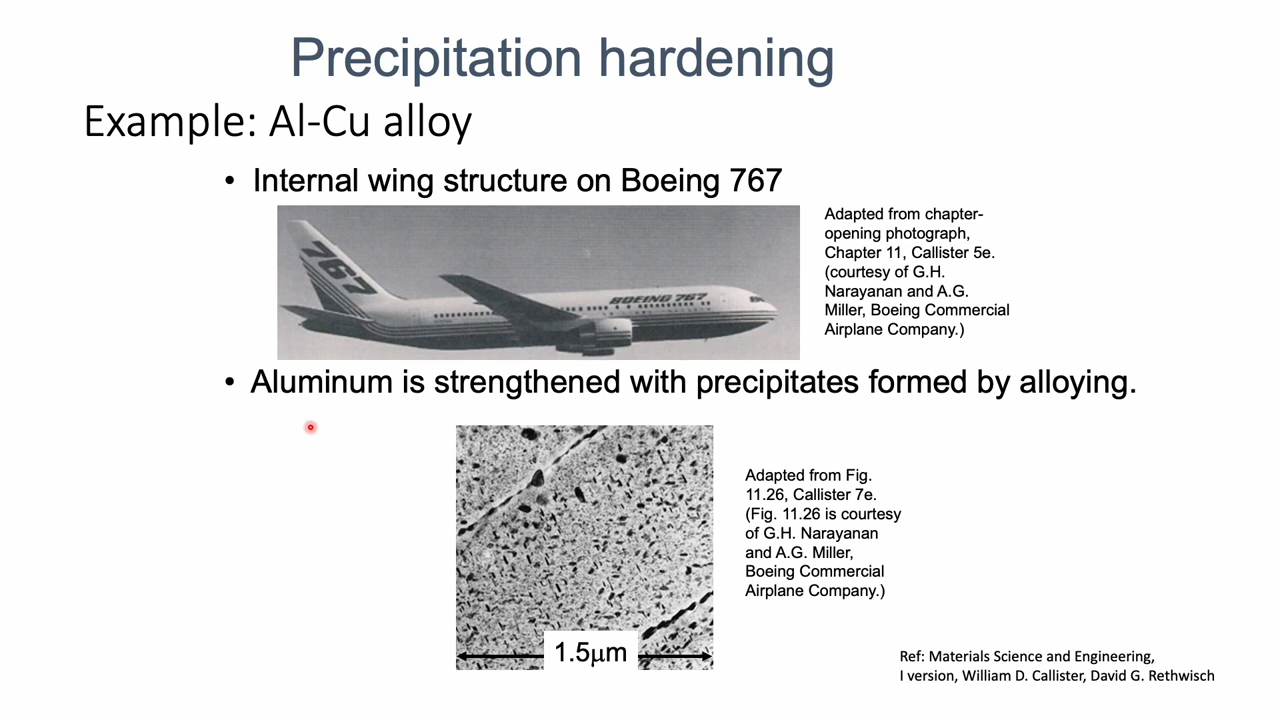 Precipitation hardening
Example: Al-Cu alloy
• Internal wing structure on Boeing 767
767
BOEING 767
Adapted from chapter-
opening photograph,
Chapter 11, Callister 5e.
(courtesy of G.H.
Narayanan and A.G.
Miller, Boeing Commercial
Airplane Company.)
• Aluminum is strengthened with precipitates formed by alloying.
1.5μm
Adapted from Fig.
11.26, Callister 7e.
(Fig. 11.26 is courtesy
of G.H. Narayanan
and A.G. Miller,
Boeing Commercial
Airplane Company.)
Ref: Materials Science and Engineering,
I version, William D. Callister, David G. Rethwisch